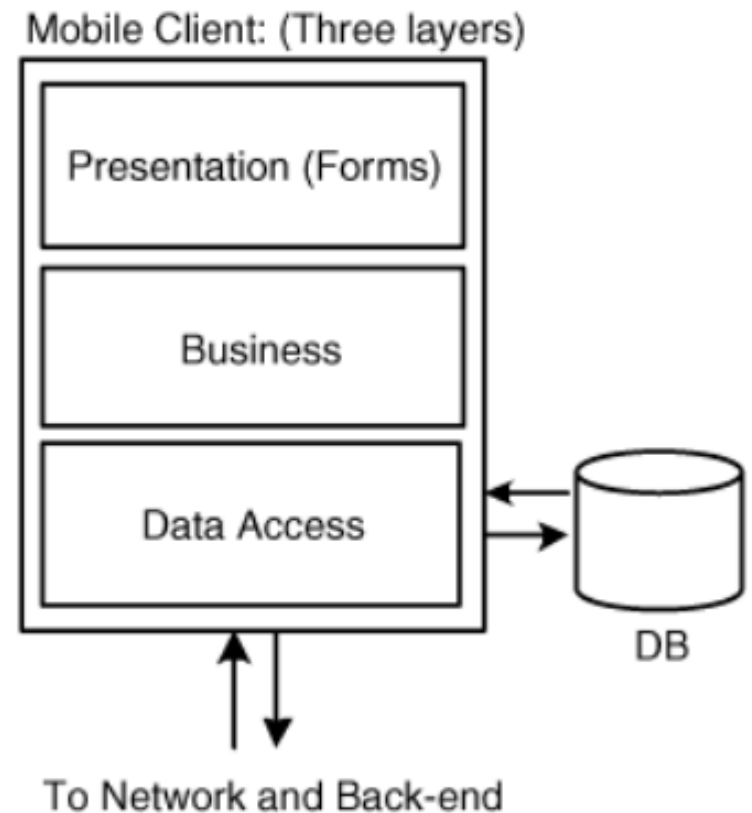 Mobile Client: (Three layers)
Presentation (Forms)
Business
Data Access
DB
To Network and Back-end